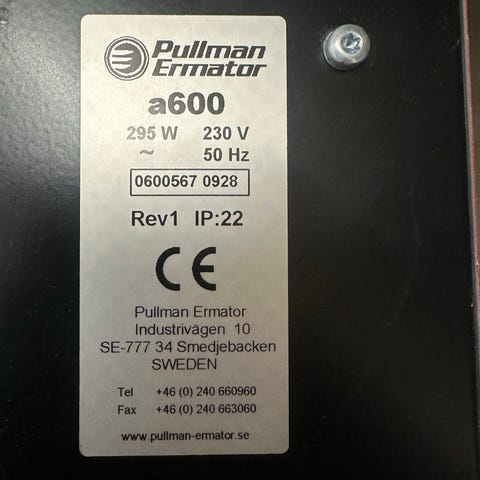 Pullman
Ermator
a600
295 W 230 V
~ 50 Hz
0600567 0928
Rev1 IP:22
CE
Pullman Ermator
Industrivägen 10
SE-777 34 Smedjebacken
SWEDEN
Tel +46 (0) 240 660960
Fax +46 (0) 240 663060
www.pullman-ermator.se